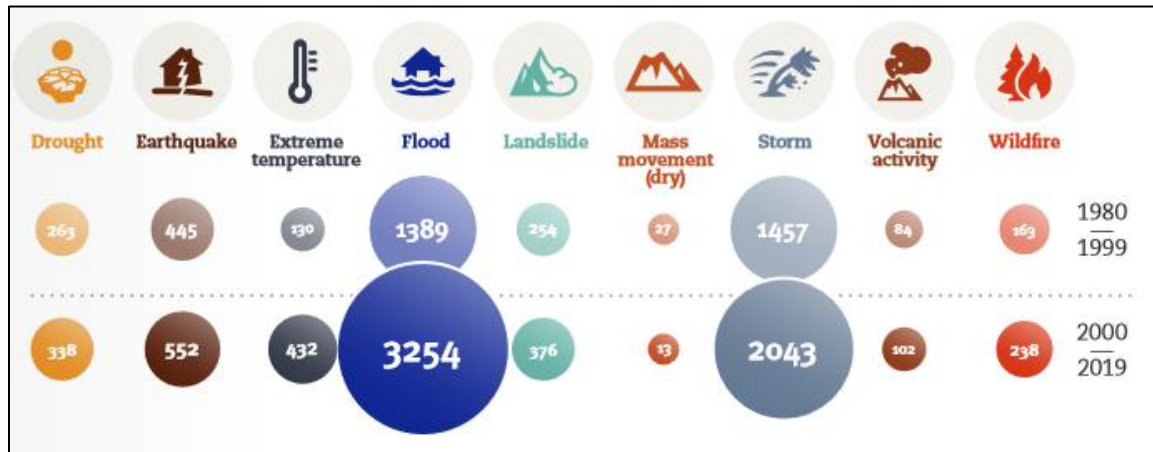 Drought
Earthquake
Extreme
temperature
Flood
Landslide
Mass
movement
(dry)
Storm
Volcanic
activity
Wildfire
263
445
130
1389
254
27
1457
84
163
1980
1999
338
552
432
3254
376
13
2043
102
238
2000
2019